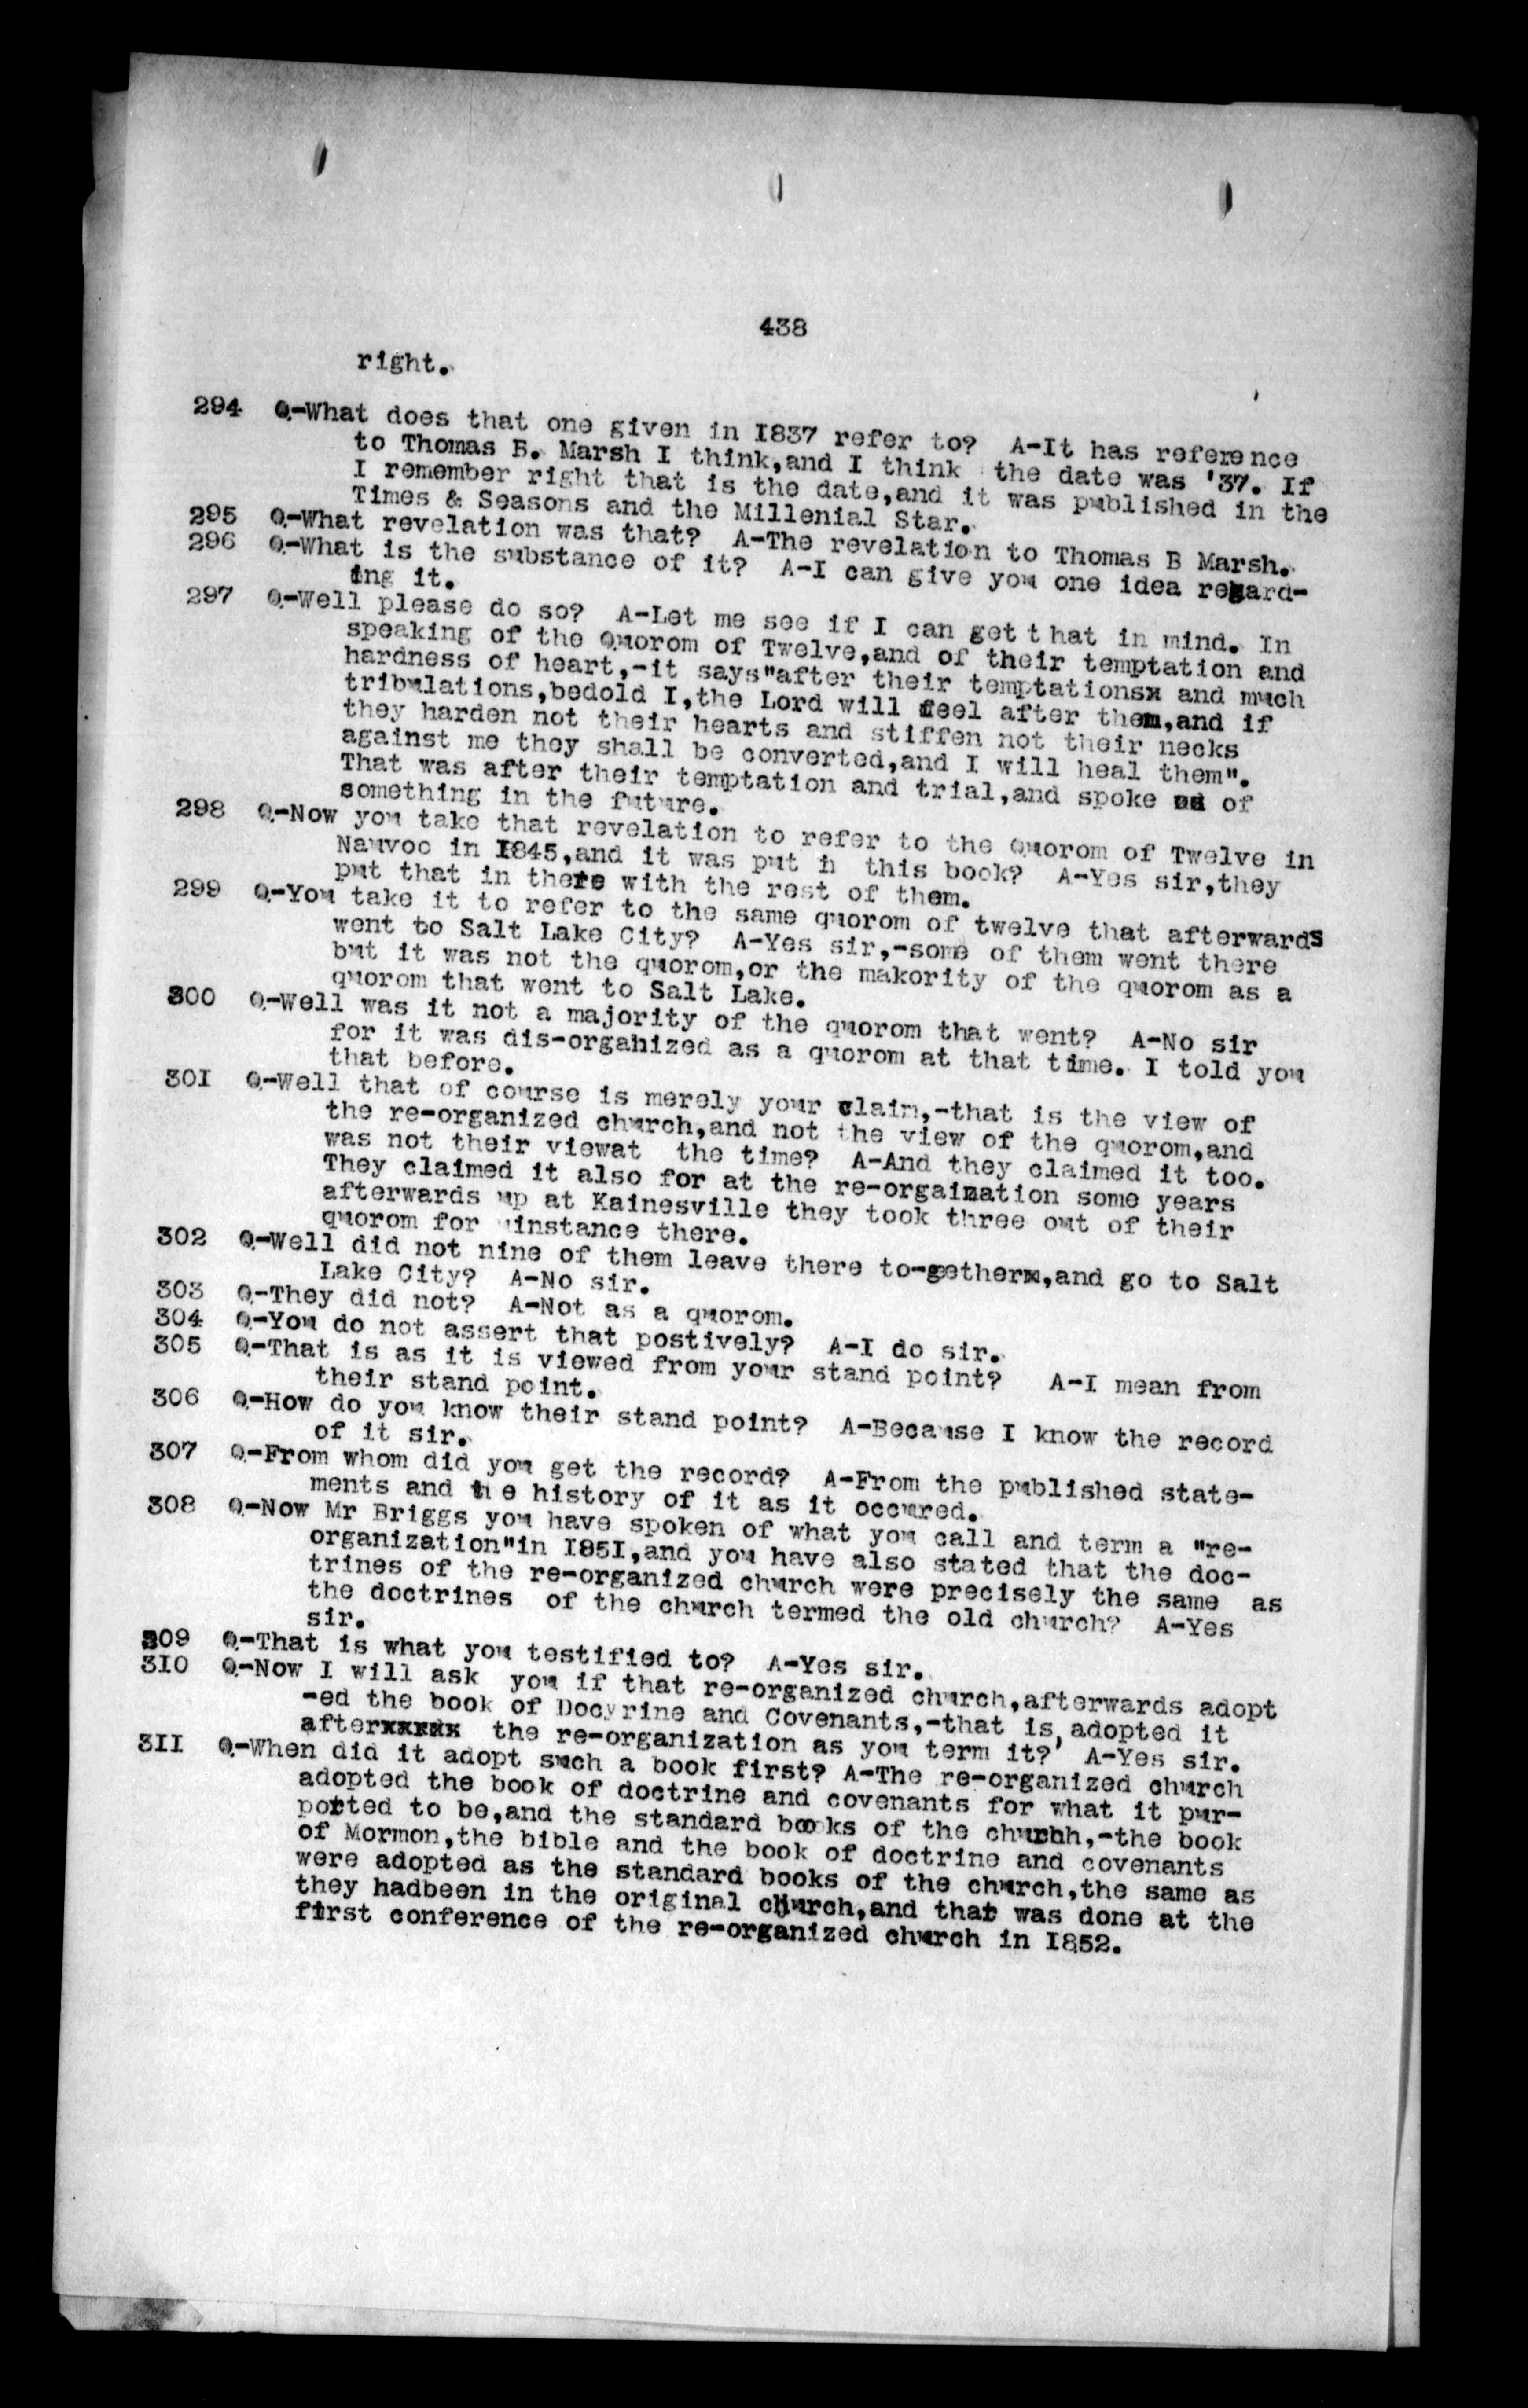 438
right.
294 Q.-What does that one given in I837 refer to? A-It has reference
to Thomas B. Marsh I think,and I think the date was '37. If
I remember right that is the date,and it was published in the
Times & Seasons and the Millenial Star.
295 Q.-What revelation was that? A-The revelation to Thomas B Marsh.
296 Q.-What is the substance of it? A-I can give you one idea regard-
ing it.
297 Q.-Well please do so? A-Let me see if I can get that in mind. In
speaking of the Quorom of Twelve,and of their temptation and
hardness of heart,-it says"after their temptationsx and much
tribulations,bedold I,the Lord will feel after them,and if
they harden not their hearts and stiffen not their necks
against me they shall be converted,and I will heal them".
That was after their temptation and trial,and spoke of
something in the future.
298 Q.-Now you take that revelation to refer to the Quorom of Twelve in
Nauvoo in I845,and it was put in this book? A-Yes sir,they
put that in there with the rest of them.
299 Q.-You take it to refer to the same quorom of twelve that afterwards
went to Salt Lake City? A-Yes sir,-some of them went there
but it was not the quorom,or the makority of the quorom as a
quorom that went to Salt Lake.
300 Q.-Well was it not a majority of the quorom that went? A-No sir
for it was dis-organized as a quorom at that time. I told you
that before.
30I Q.-Well that of course is merely your claim,-that is the view of
the re-organized church,and not the view of the quorom,and
was not their viewat the time? A-And they claimed it too.
They claimed it also for at the re-orgaization some years
afterwards up at Kainesville they took three out of their
quorom for instance there.
302 Q.-Well did not nine of them leave there to-getherx,and go to Salt
Lake City? A-No sir.
303 Q.-They did not? A-Not as a quorom.
304 Q.-You do not assert that postively? A-I do sir.
305 Q.-That is as it is viewed from your stand point? A-I mean from
their stand point.
306 Q.-How do you know their stand point? A-Because I know the record
of it sir.
307 Q.-From whom did you get the record? A-From the published state-
ments and the history of it as it occured.
308 Q.-Now Mr Briggs you have spoken of what you call and term a "re-
organization"in I85I,and you have also stated that the doc-
trines of the re-organized church were precisely the same as
the doctrines of the church termed the old church? A-Yes
sir.
309 Q.-That is what you testified to? A-Yes sir.
3I0 Q.-Now I will ask you if that re-organized church,afterwards adopt
-ed the book of Docyrine and Covenants,-that is,adopted it
afterxxxxx the re-organization as you term it? A-Yes sir.
3II Q.-When did it adopt such a book first? A-The re-organized church
adopted the book of doctrine and covenants for what it pur-
ported to be,and the standard books of the church,-the book
of Mormon,the bible and the book of doctrine and covenants
were adopted as the standard books of the church,the same as
they hadbeen in the original church,and that was done at the
first conference of the re-organized church in I852.